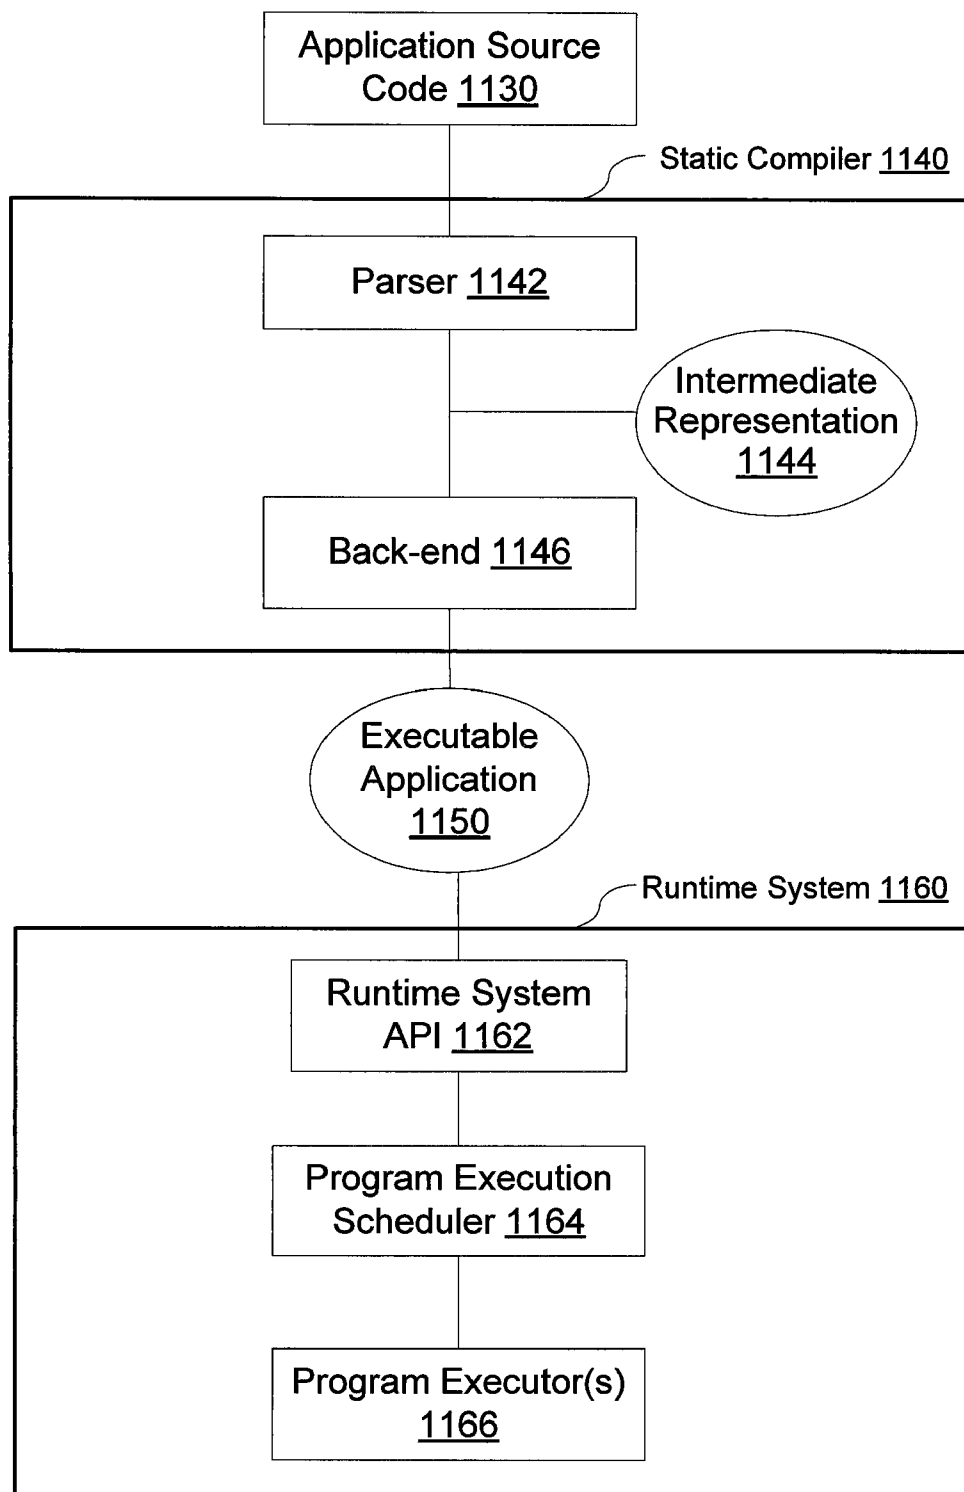 Application Source
Code 1130
Static Compiler 1140
Parser 1142
Intermediate
Representation
1144
Back-end 1146
Executable
Application
1150
Runtime System 1160
Runtime System
API 1162
Program Execution
Scheduler 1164
Program Executor(s)
1166